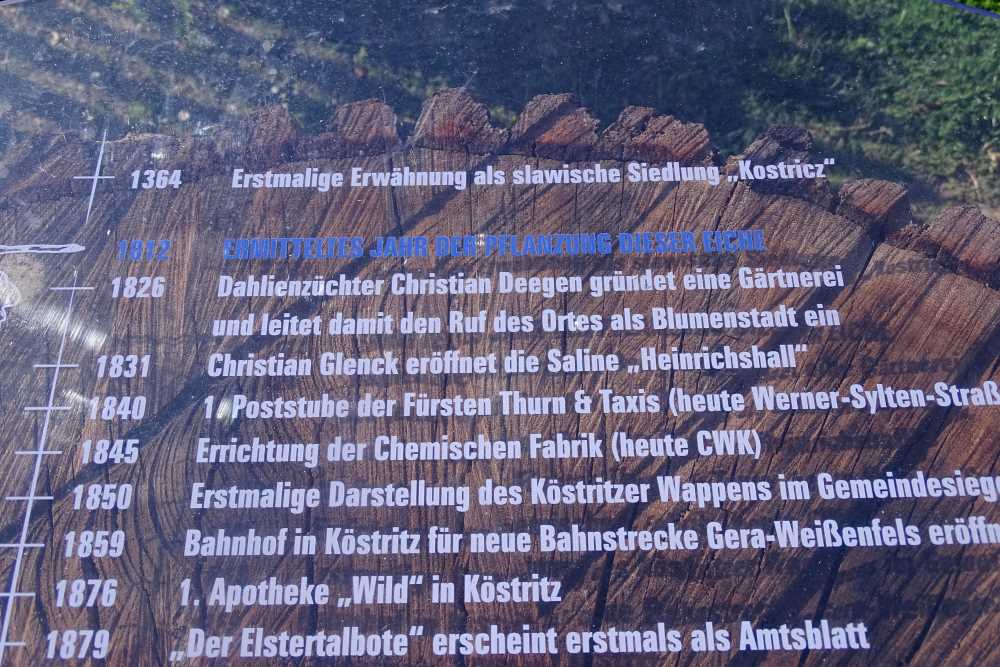 1364 Erstmalige Erwähnung als slawische Siedlung „Kostricz“
1812 ERMITTELTES JAHR DER PFLANZUNG DIESER EICHE
1826 Dahlienzüchter Christian Deegen gründet eine Gärtnerei
und leitet damit den Ruf des Ortes als Blumenstadt ein
1831 Christian Glenck eröffnet die Saline „Heinrichshall“
1840 1. Poststube der Fürsten Thurn & Taxis (heute Werner-Sylten-Straß
1845 Errichtung der Chemischen Fabrik (heute CWK)
1850 Erstmalige Darstellung des Köstritzer Wappens im Gemeindesiege
1859 Bahnhof in Köstritz für neue Bahnstrecke Gera-Weißenfels eröffn
1876 1. Apotheke „Wild“ in Köstritz
1879 „Der Elstertalbote“ erscheint erstmals als Amtsblatt